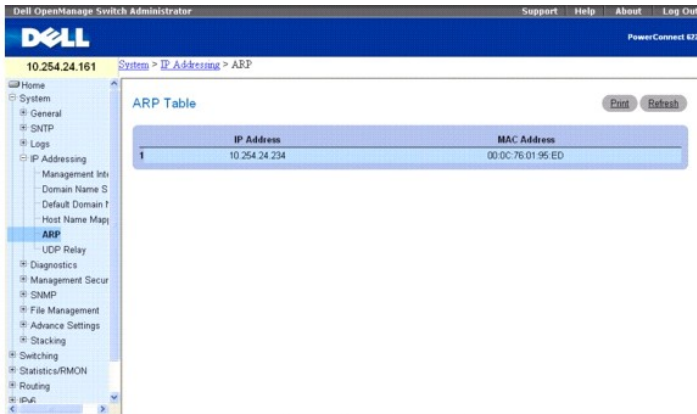 Dell OpenManage Switch Administrator
Support Help About Log Out
DELL
PowerConnect 622
10.254.24.161
System > IP Addressing > ARP
Home
System
General
SNTP
Logs
IP Addressing
Management Inte
Domain Name S
Default Domain N
Host Name Mapp
ARP
UDP Relay
Diagnostics
Management Secur
SNMP
File Management
Advance Settings
Stacking
Switching
Statistics/RMON
Routing
IPv6
ARP Table
Print Refresh
IP Address MAC Address
1 10.254.24.234 00:0C:76:01:95:ED